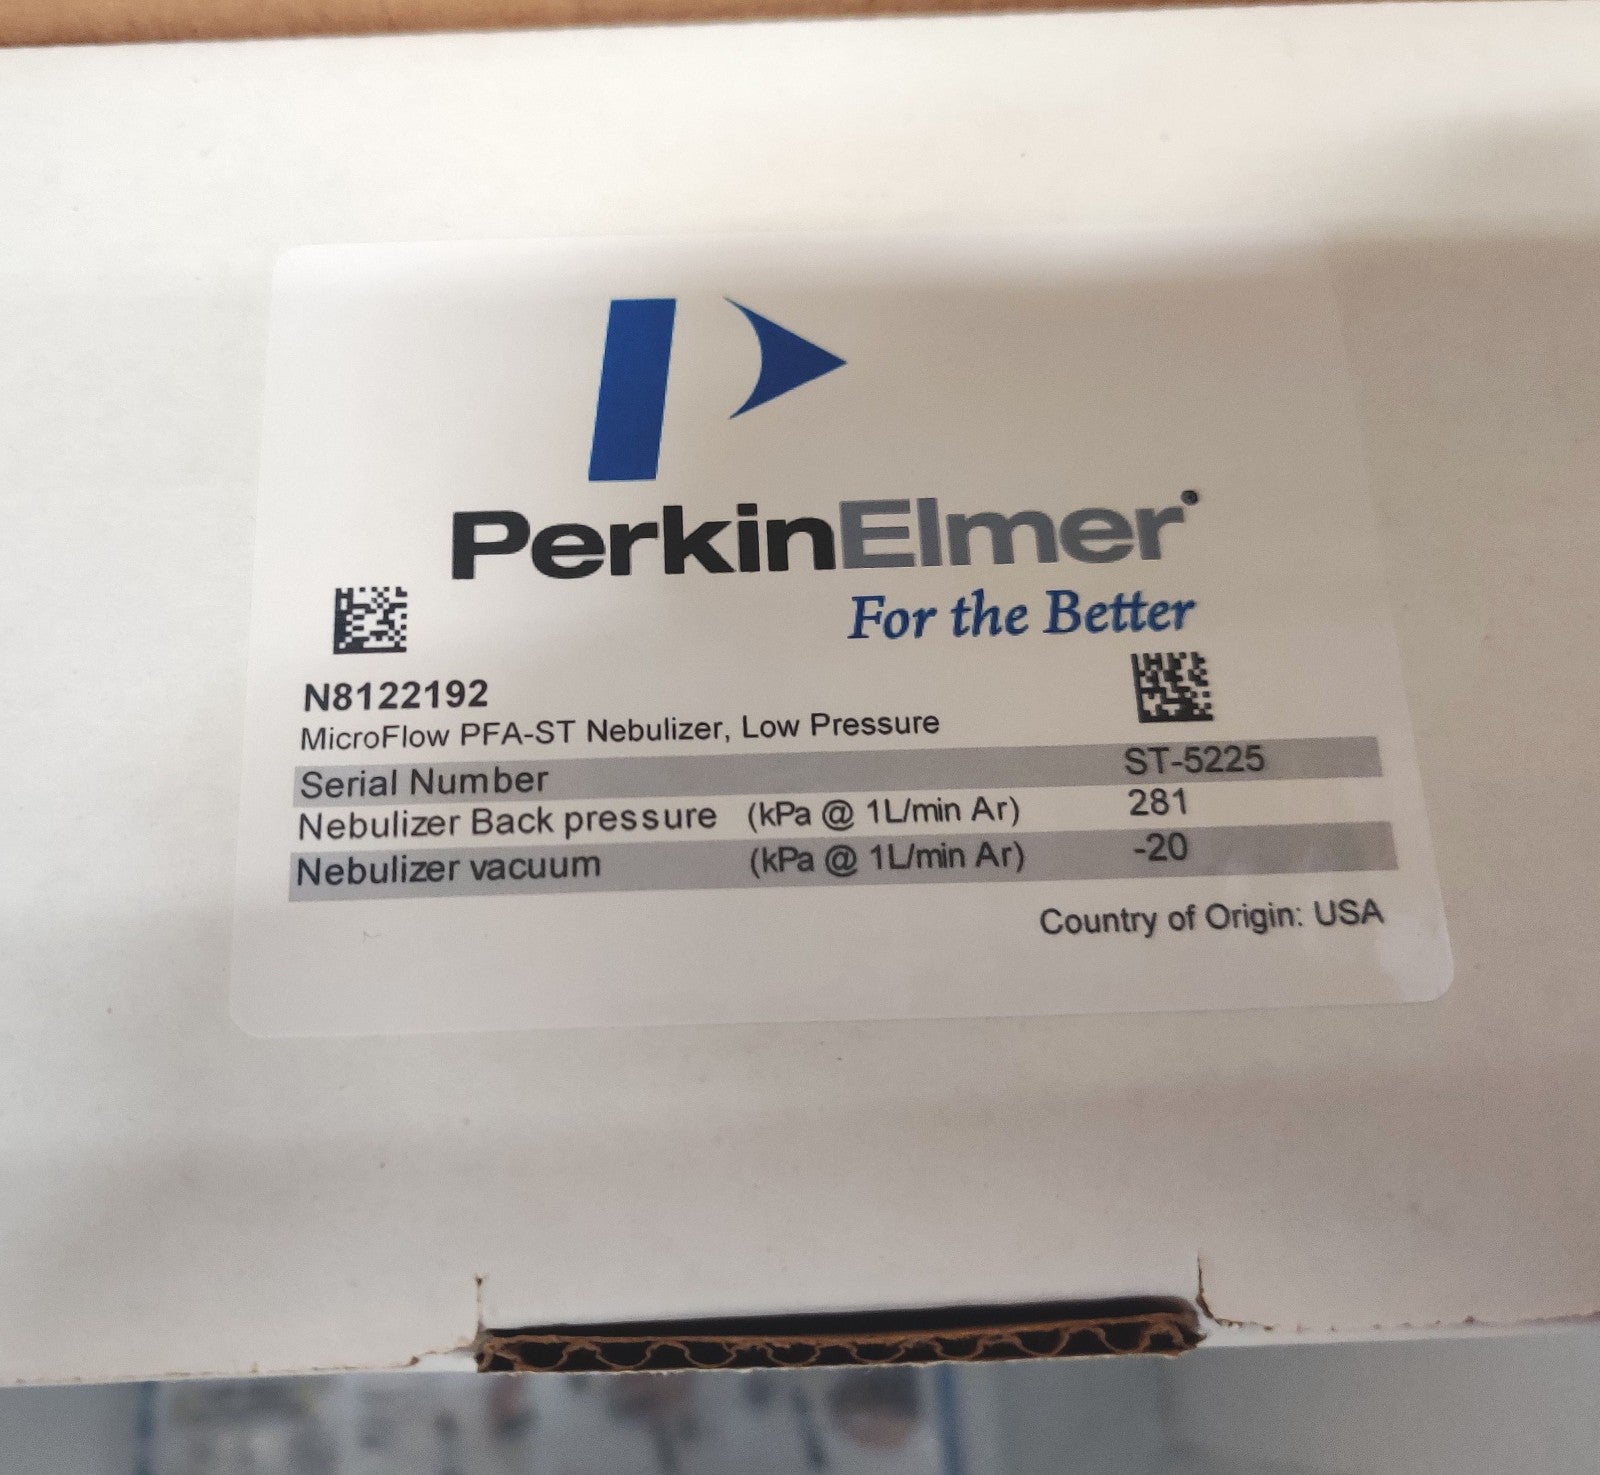 PerkinElmer
For the Better
N8122192
MicroFlow PFA-ST Nebulizer, Low Pressure
Serial Number ST-5225
Nebulizer Back pressure (kPa @ 1L/min Ar) 281
Nebulizer vacuum (kPa @ 1L/min Ar) -20
Country of Origin: USA